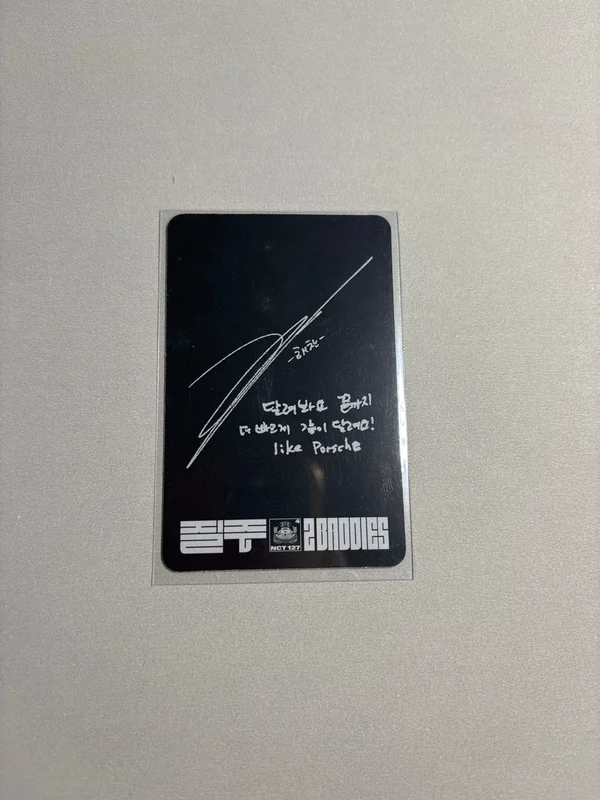 -해찬-
달려봐요 끝까지
더 빠르게 같이 달려요!
like Porsche
질주
4
NCT 127
2 BADDIES